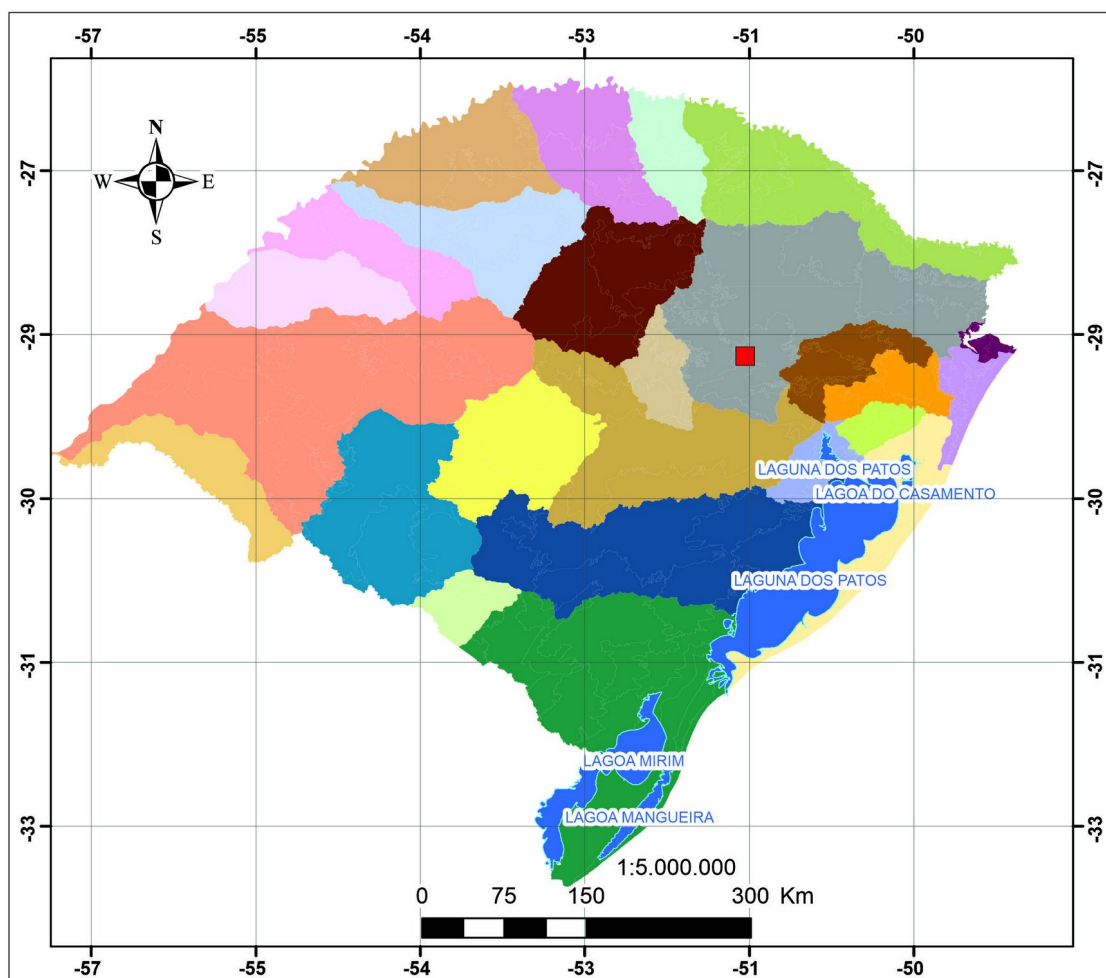 -57 -55 -54 -53 -51 -50
N
W E
S
-27 -27
-29 -29
LAGUNA DOS PATOS
LAGOA DO CASAMENTO
-30 -30
LAGUNA DOS PATOS
-31 -31
LAGOA MIRIM
LAGOA MANGUEIRA
-33 -33
1:5.000.000
0 75 150 300 Km
-57 -55 -54 -53 -51 -50